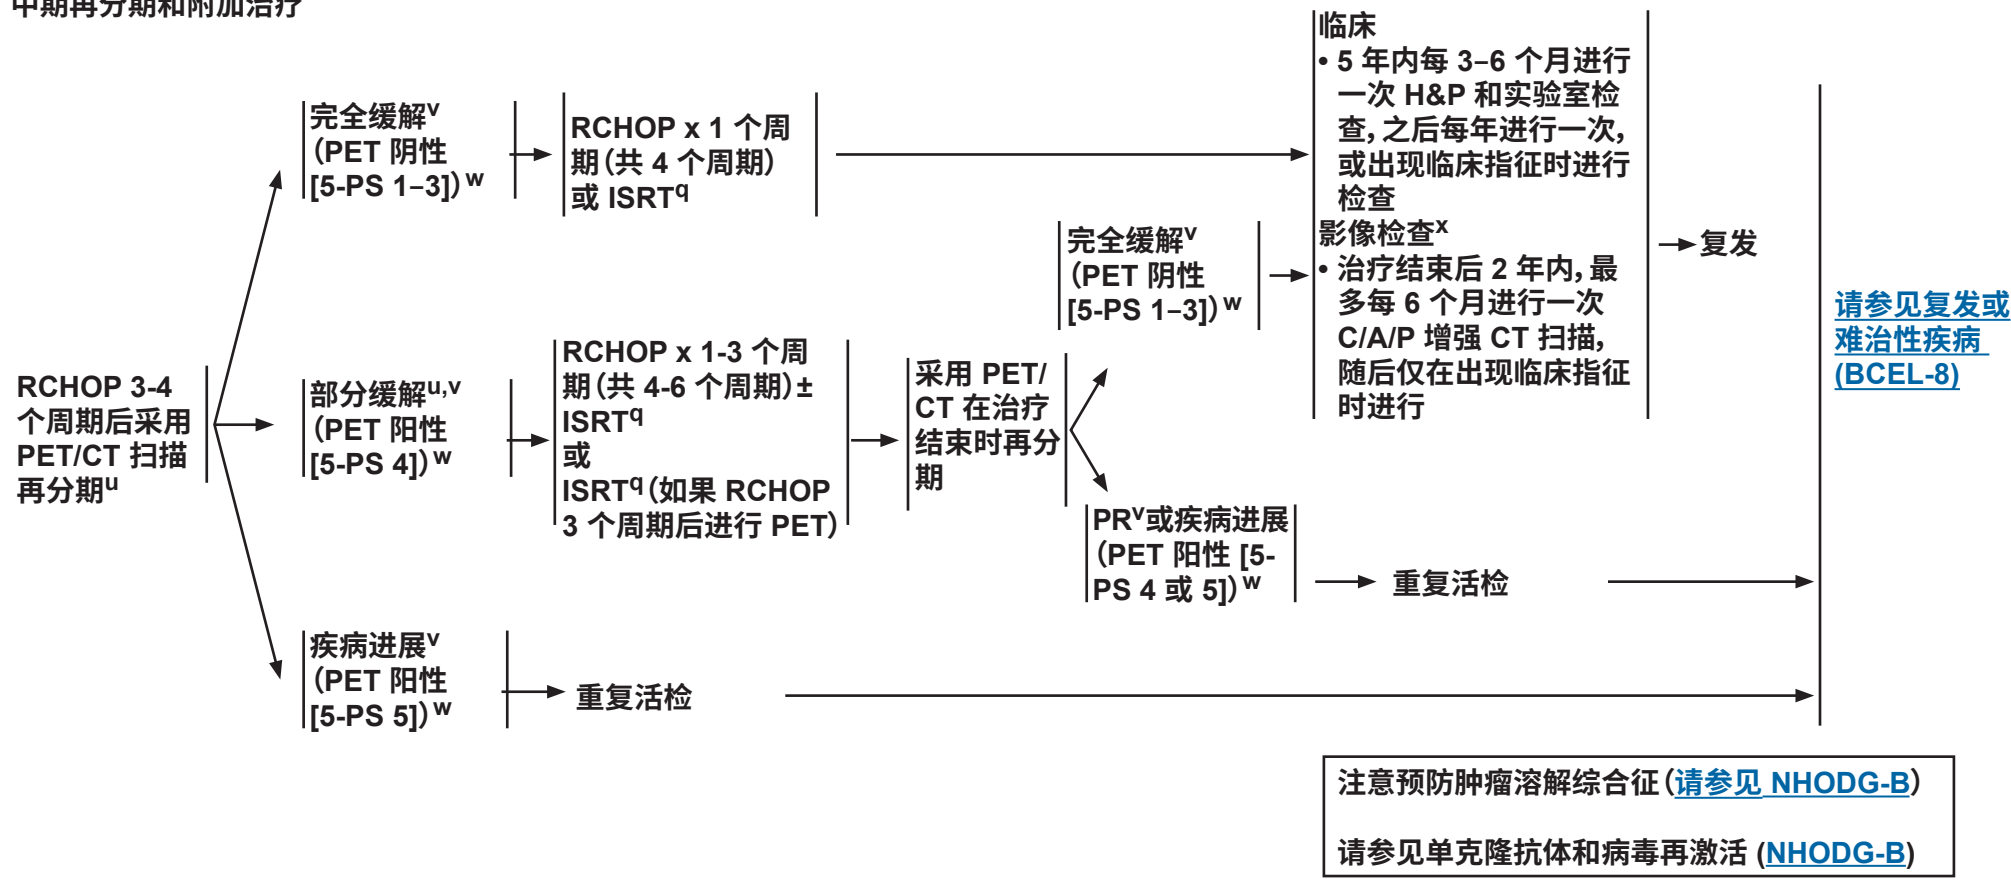 中期再分期和附加治疗
RCHOP 3-4
个周期后采用
PET/CT 扫描
再分期u
完全缓解v
(PET 阴性
[5-PS 1–3])w
RCHOP x 1 个周
期(共 4 个周期)
或 ISRTq
部分缓解u,v
(PET 阳性
[5-PS 4])w
RCHOP x 1-3 个周
期(共 4-6 个周期)±
ISRTq
或
ISRTq(如果 RCHOP
3 个周期后进行 PET)
采用 PET/
CT 在治疗
结束时再分
期
完全缓解v
(PET 阴性
[5-PS 1–3])w
PRv或疾病进展
(PET 阳性 [5-
PS 4 或 5])w
重复活检
疾病进展v
(PET 阳性
[5-PS 5])w
重复活检
临床
• 5 年内每 3–6 个月进行
一次 H&P 和实验室检
查,之后每年进行一次,
或出现临床指征时进行
检查
影像检查x
• 治疗结束后 2 年内,最
多每 6 个月进行一次
C/A/P 增强 CT 扫描,
随后仅在出现临床指征
时进行
复发
请参见复发或
难治性疾病
(BCEL-8)
注意预防肿瘤溶解综合征(请参见 NHODG-B)
请参见单克隆抗体和病毒再激活 (NHODG-B)